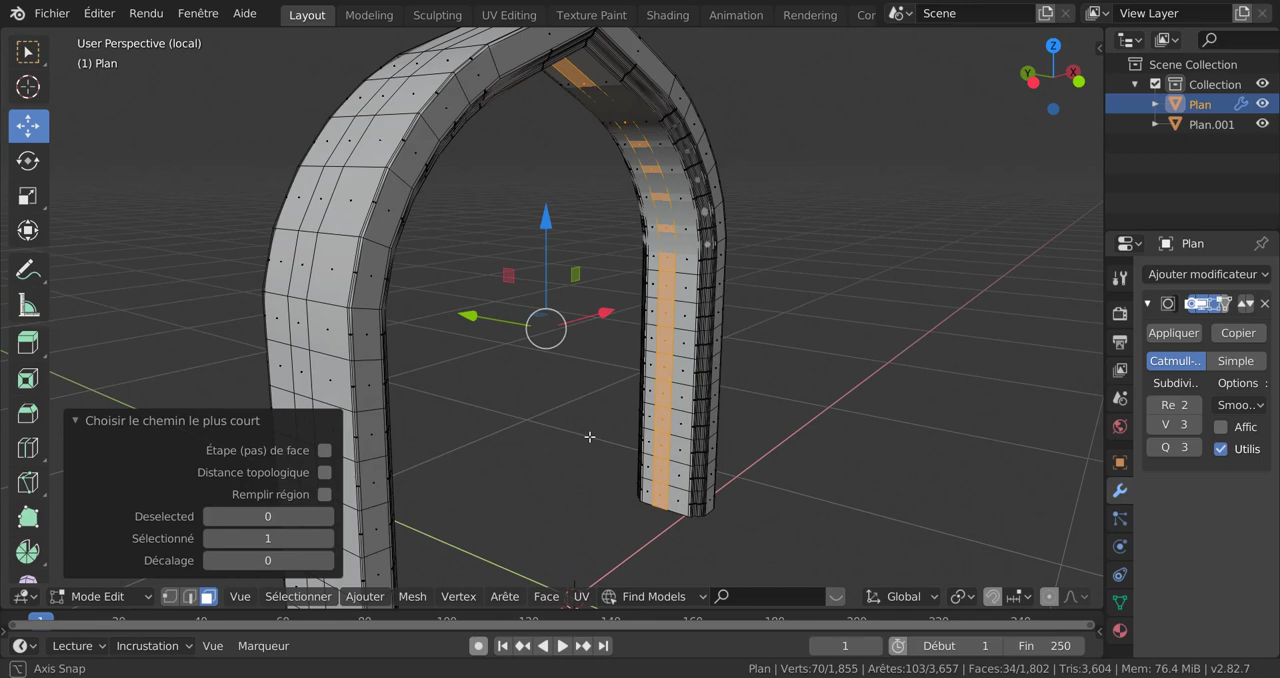 Fichier Éditer Rendu Fenêtre Aide Layout Modeling Sculpting UV Editing Texture Paint Shading Animation Rendering Cor Scene View Layer
User Perspective (local)
(1) Plan
Z
Y
X
Scene Collection
Collection
Plan
Plan.001
Plan
Ajouter modificateur
Appliquer Copier
Catmull-.. Simple
Subdivi.. Options :
Re 2 Smoo..
V 3 Affic
Q 3 Utilis
Choisir le chemin le plus court
Étape (pas) de face
Distance topologique
Remplir région
Deselected 0
Sélectionné 1
Décalage 0
Mode Edit Vue Sélectionner Ajouter Mesh Vertex Arête Face UV Find Models Global
1 20 160
Lecture Incrustation Vue Marqueur 1 Début 1 Fin 250
Axis Snap Plan | Verts:70/1,855 | Arêtes:103/3,657 | Faces:34/1,802 | Tris:3,604 | Mem: 76.4 MiB | v2.82.7